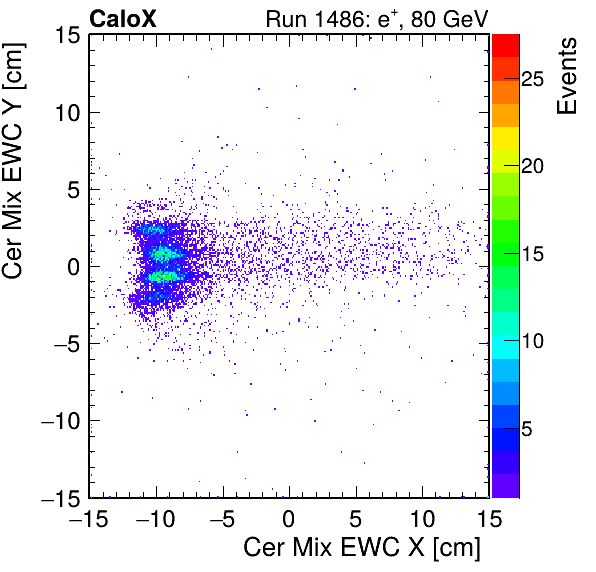 CaloX Run 1486: e⁺, 80 GeV
Cer Mix EWC Y [cm]
15
10
5
0
−5
−10
−15
−15 −10 −5 0 5 10 15
Cer Mix EWC X [cm]
Events
25
20
15
10
5